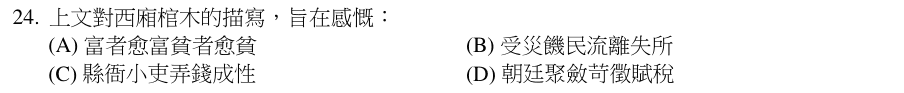 24. 上文對西廂棺木的描寫，旨在感慨：
(A) 富者愈富貧者愈貧 (B) 受災饑民流離失所
(C) 縣衙小吏弄錢成性 (D) 朝廷聚斂苛徵賦稅